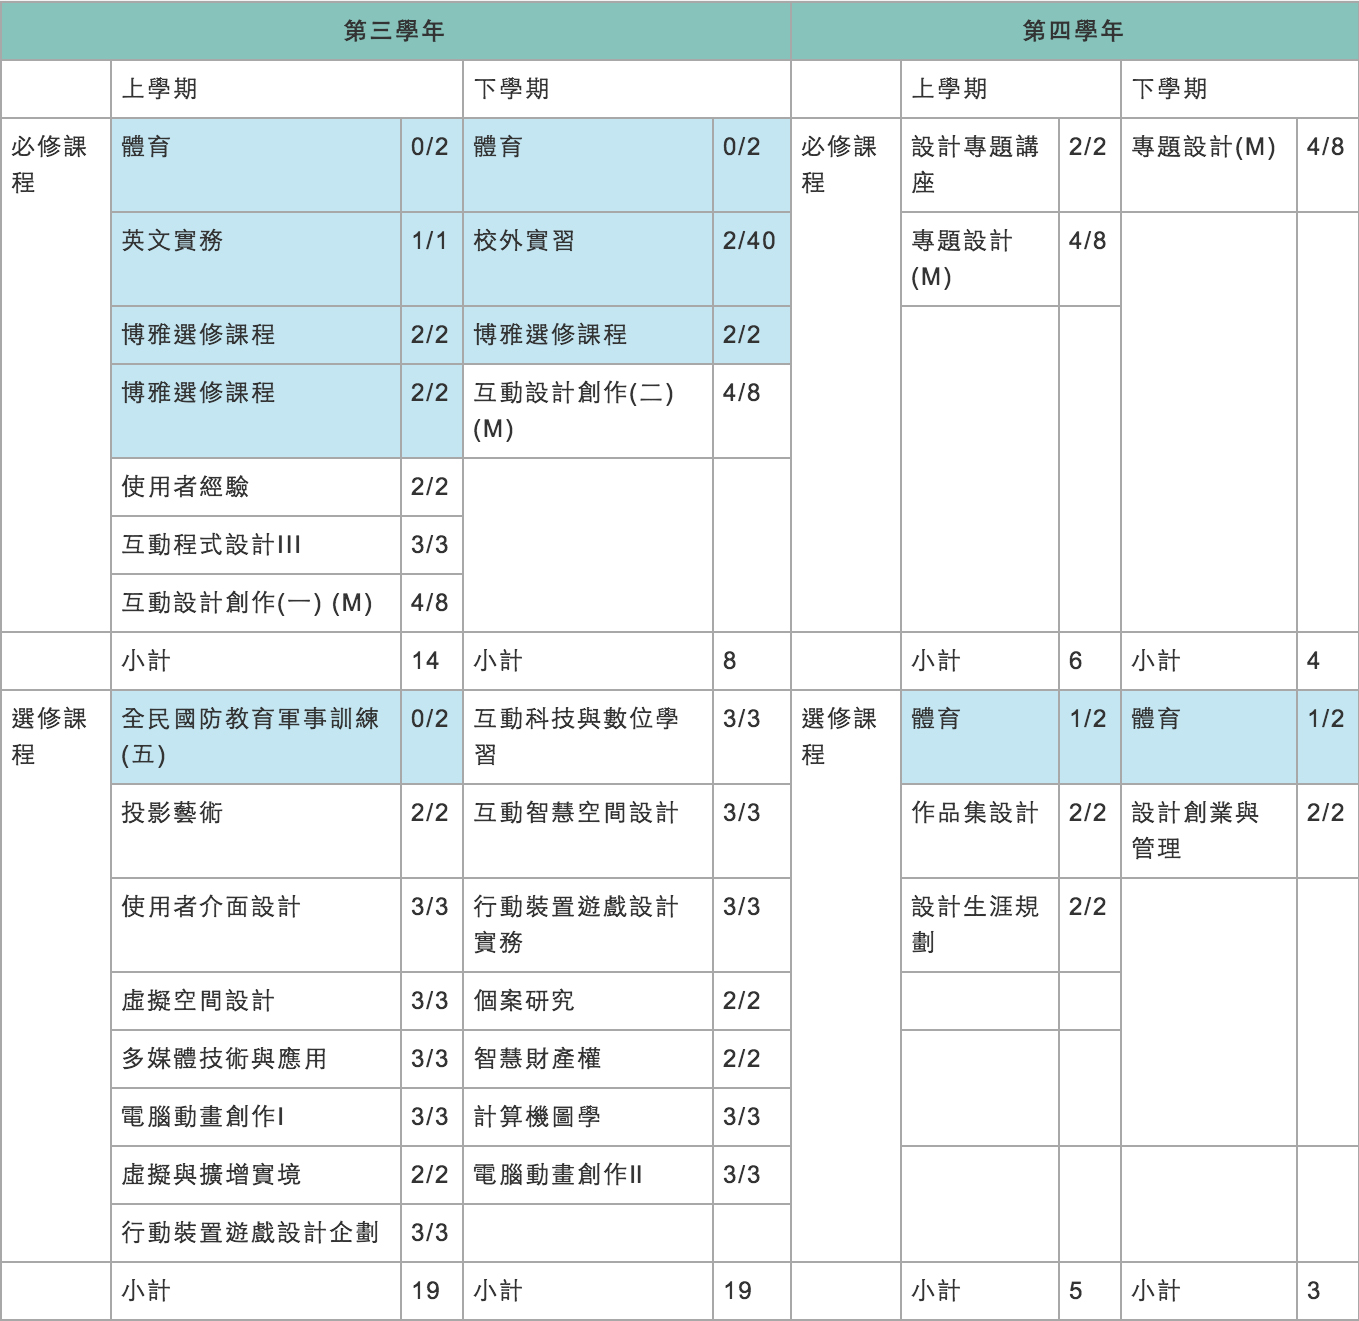 第三學年 第四學年
上學期 下學期 上學期 下學期
必修課程 體育 0/2 體育 0/2 必修課程 設計專題講座 2/2 專題設計(M) 4/8
英文實務 1/1 校外實習 2/40 專題設計(M) 4/8
博雅選修課程 2/2 博雅選修課程 2/2
博雅選修課程 2/2 互動設計創作(二)(M) 4/8
使用者經驗 2/2
互動程式設計III 3/3
互動設計創作(一) (M) 4/8
小計 14 小計 8 小計 6 小計 4
選修課程 全民國防教育軍事訓練(五) 0/2 互動科技與數位學習 3/3 選修課程 體育 1/2 體育 1/2
投影藝術 2/2 互動智慧空間設計 3/3 作品集設計 2/2 設計創業與管理 2/2
使用者介面設計 3/3 行動裝置遊戲設計實務 3/3 設計生涯規劃 2/2
虛擬空間設計 3/3 個案研究 2/2
多媒體技術與應用 3/3 智慧財產權 2/2
電腦動畫創作I 3/3 計算機圖學 3/3
虛擬與擴增實境 2/2 電腦動畫創作II 3/3
行動裝置遊戲設計企劃 3/3
小計 19 小計 19 小計 5 小計 3